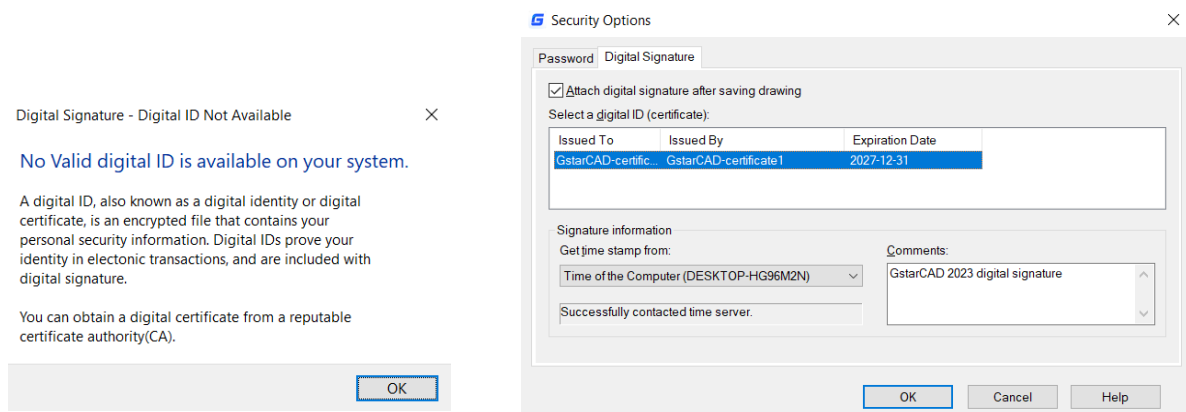 Digital Signature - Digital ID Not Available
No Valid digital ID is available on your system.
A digital ID, also known as a digital identity or digital
certificate, is an encrypted file that contains your
personal security information. Digital IDs prove your
identity in electonic transactions, and are included with
digital signature.
You can obtain a digital certificate from a reputable
certificate authority(CA).
OK
Security Options
Password Digital Signature
Attach digital signature after saving drawing
Select a digital ID (certificate):
Issued To Issued By Expiration Date
GstarCAD-certific... GstarCAD-certificate1 2027-12-31
Signature information
Get time stamp from:
Time of the Computer (DESKTOP-HG96M2N)
Successfully contacted time server.
Comments:
GstarCAD 2023 digital signature
OK Cancel Help